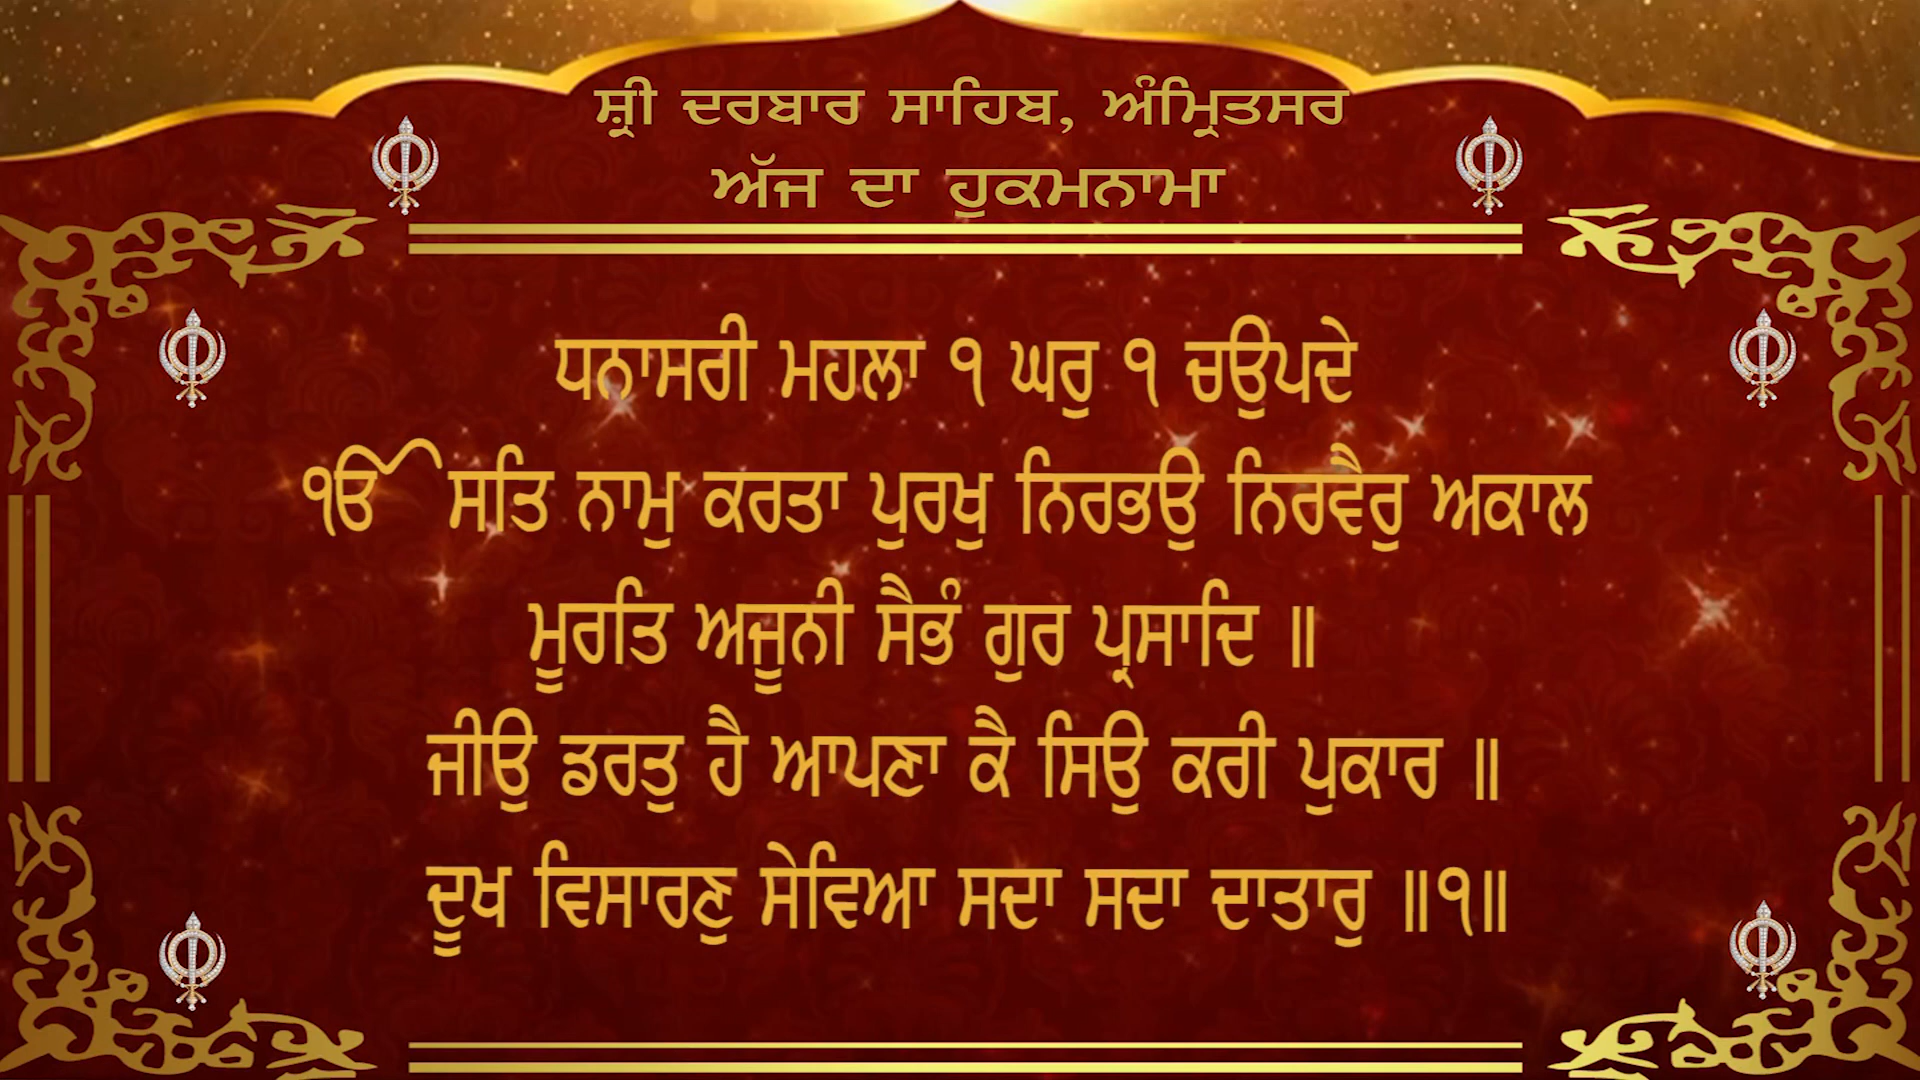 ਸ਼੍ਰੀ ਦਰਬਾਰ ਸਾਹਿਬ, ਅੰਮ੍ਰਿਤਸਰ
ਅੱਜ ਦਾ ਹੁਕਮਨਾਮਾ
ਧਨਾਸਰੀ ਮਹਲਾ ੧ ਘਰੁ ੧ ਚਉਪਦੇ
ੴ ਸਤਿ ਨਾਮੁ ਕਰਤਾ ਪੁਰਖੁ ਨਿਰਭਉ ਨਿਰਵੈਰੁ ਅਕਾਲ
ਮੂਰਤਿ ਅਜੂਨੀ ਸੈਭੰ ਗੁਰ ਪ੍ਰਸਾਦਿ ॥
ਜੀਉ ਡਰਤੁ ਹੈ ਆਪਣਾ ਕੈ ਸਿਉ ਕਰੀ ਪੁਕਾਰ ॥
ਦੂਖ ਵਿਸਾਰਣੁ ਸੇਵਿਆ ਸਦਾ ਸਦਾ ਦਾਤਾਰੁ ॥੧॥